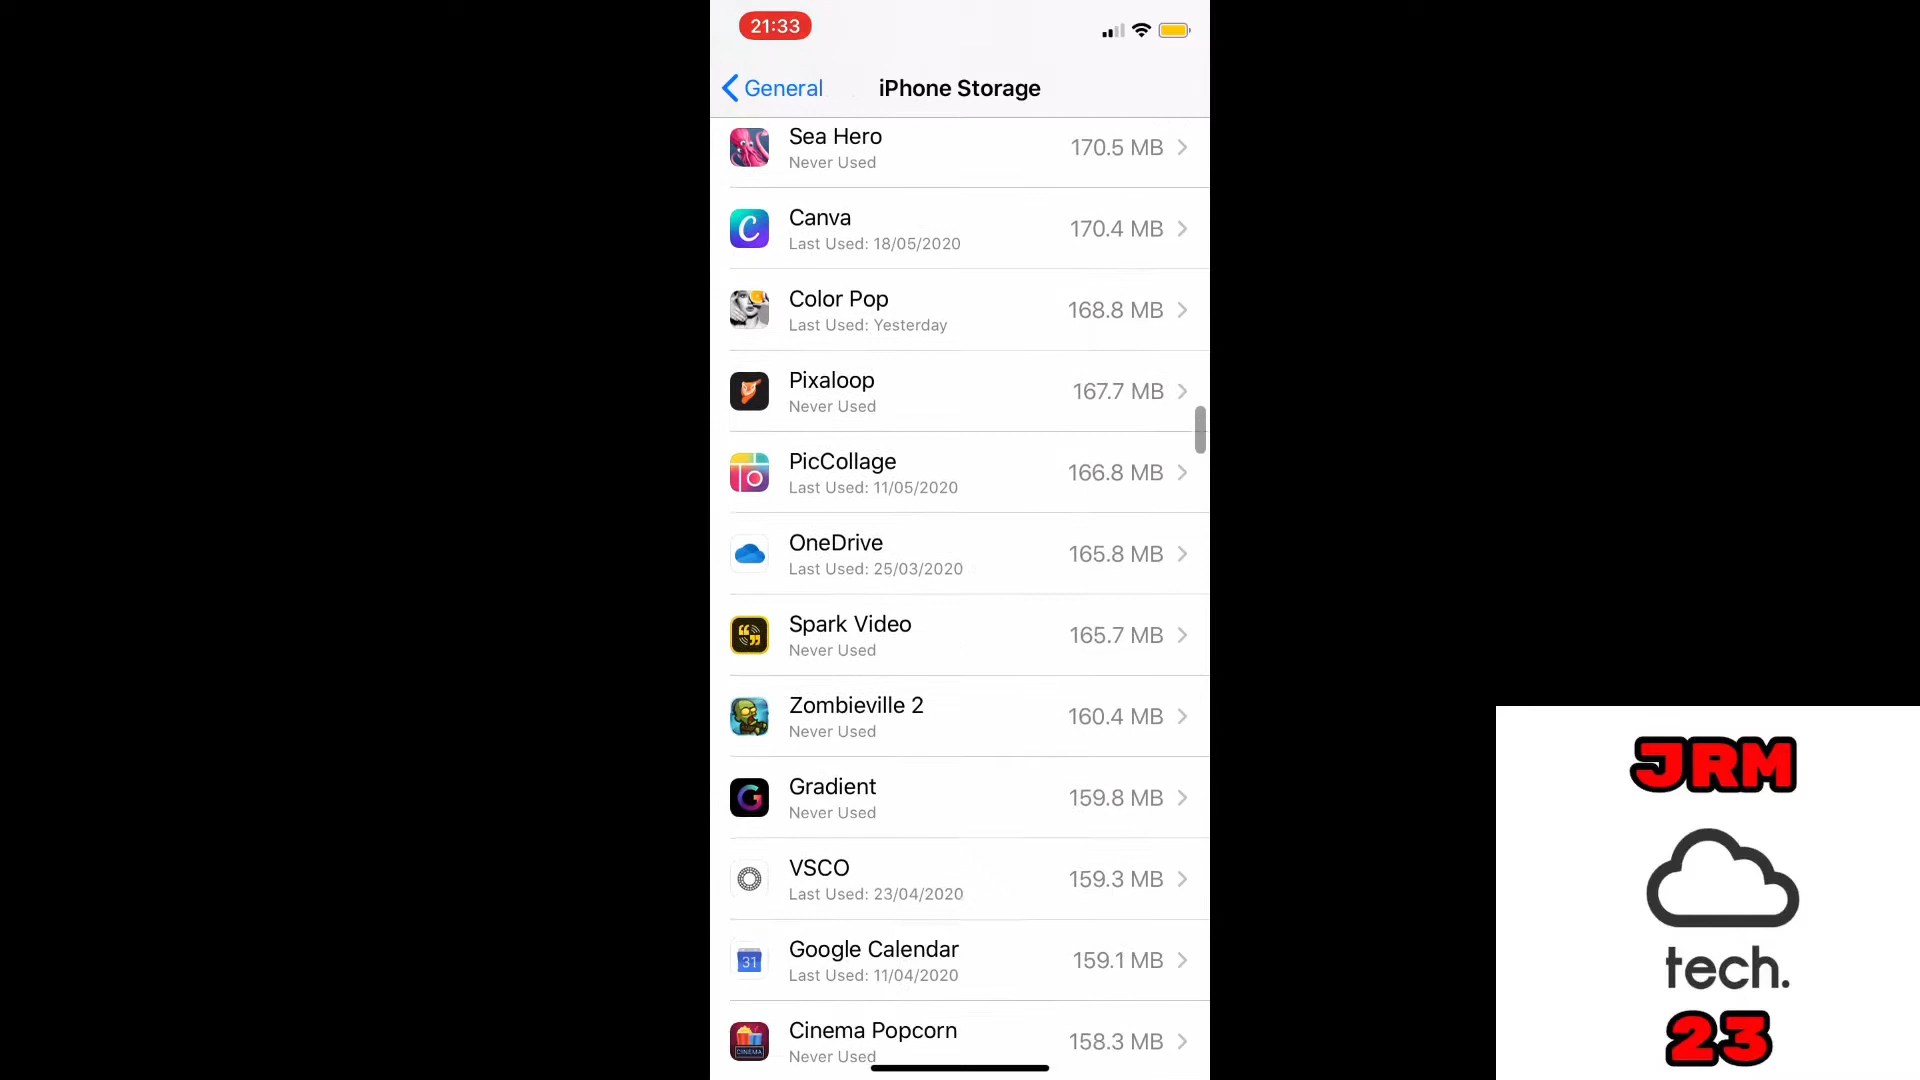 21:33
General
iPhone Storage
Sea Hero
Never Used
170.5 MB
Canva
Last Used: 18/05/2020
170.4 MB
Color Pop
Last Used: Yesterday
168.8 MB
Pixaloop
Never Used
167.7 MB
PicCollage
Last Used: 11/05/2020
166.8 MB
OneDrive
Last Used: 25/03/2020
165.8 MB
Spark Video
Never Used
165.7 MB
Zombieville 2
Never Used
160.4 MB
Gradient
Never Used
159.8 MB
VSCO
Last Used: 23/04/2020
159.3 MB
31
Google Calendar
Last Used: 11/04/2020
159.1 MB
CINEMA
Cinema Popcorn
Never Used
158.3 MB
JRM
tech.
23